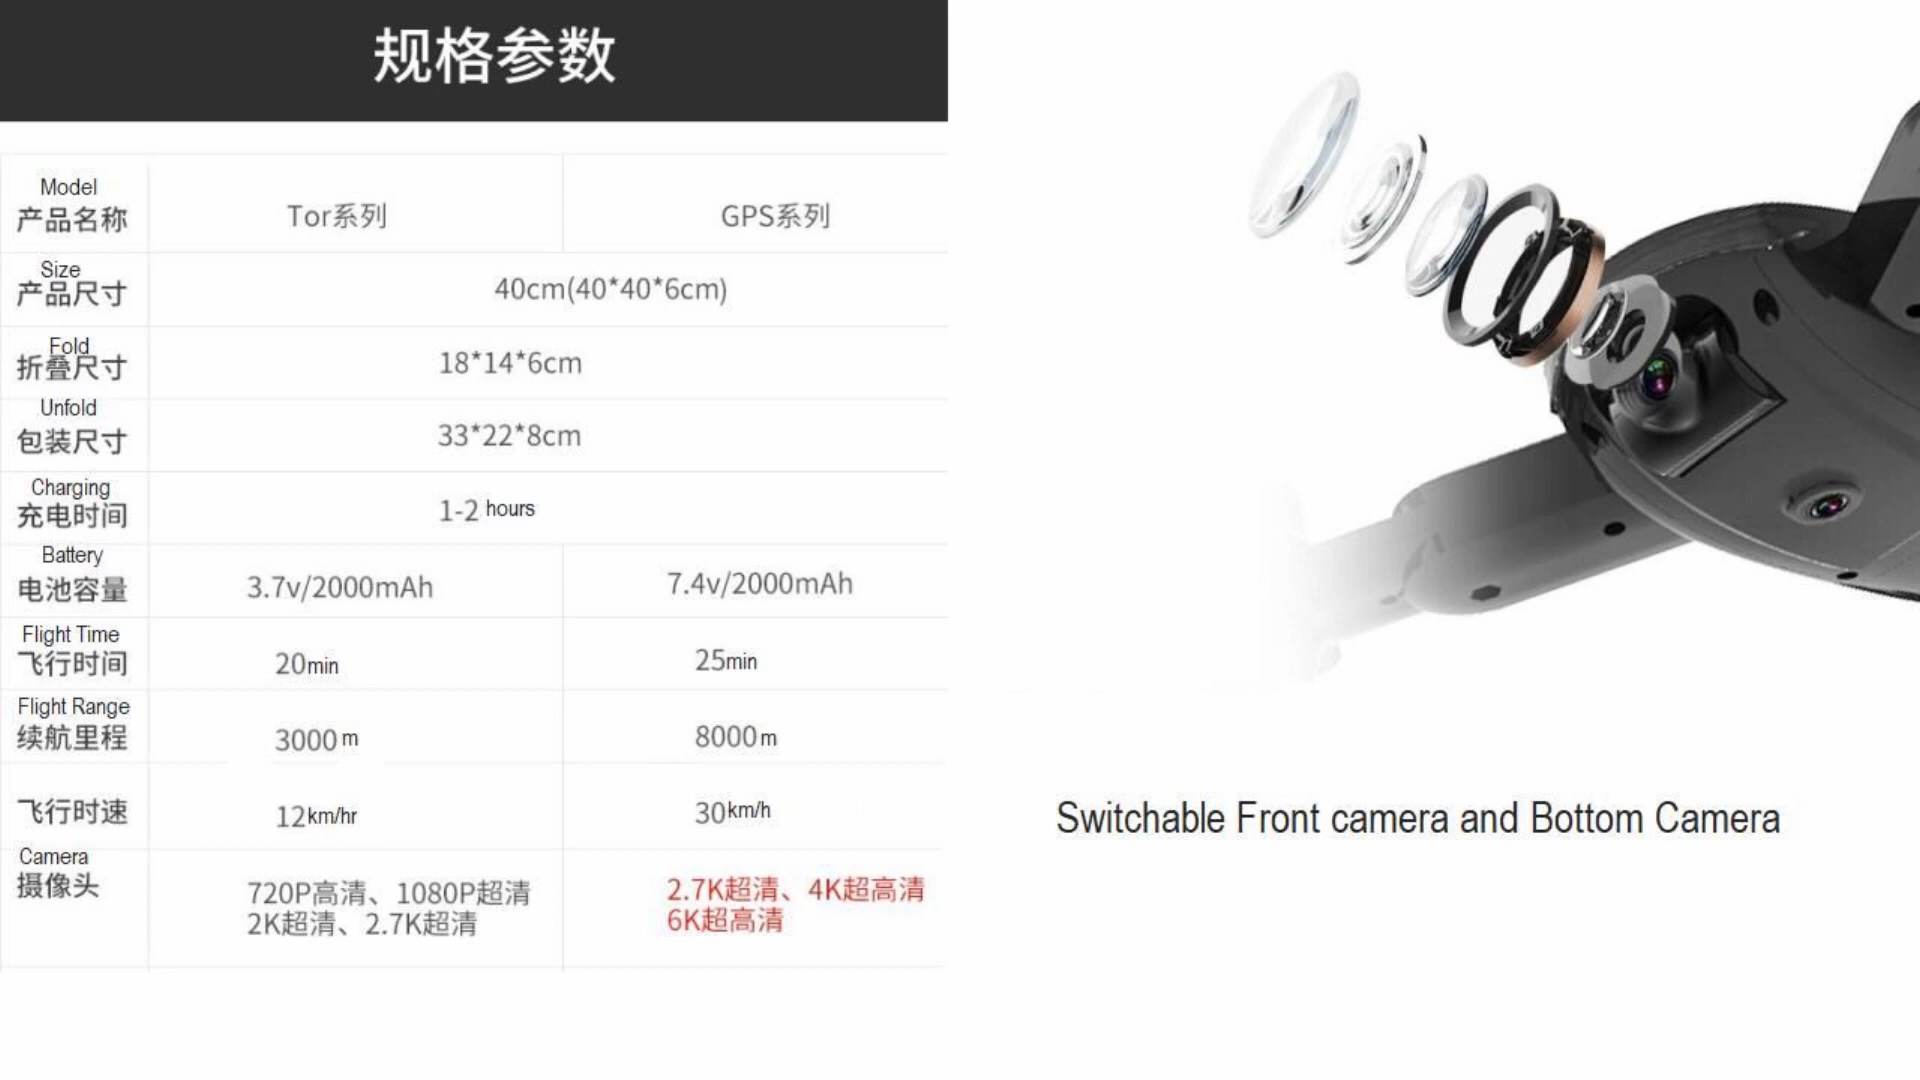 规格参数
Model
产品名称
Tor系列
GPS系列
Size
产品尺寸
40cm(40*40*6cm)
Fold
折叠尺寸
18*14*6cm
Unfold
包装尺寸
33*22*8cm
Charging
充电时间
1-2 hours
Battery
电池容量
3.7v/2000mAh
7.4v/2000mAh
Flight Time
飞行时间
20min
25min
Flight Range
续航里程
3000 m
8000m
飞行时速
12km/hr
30km/h
Camera
摄像头
720P高清、1080P超清
2K超清、2.7K超清
2.7K超清、4K超高清
6K超高清
Switchable Front camera and Bottom Camera